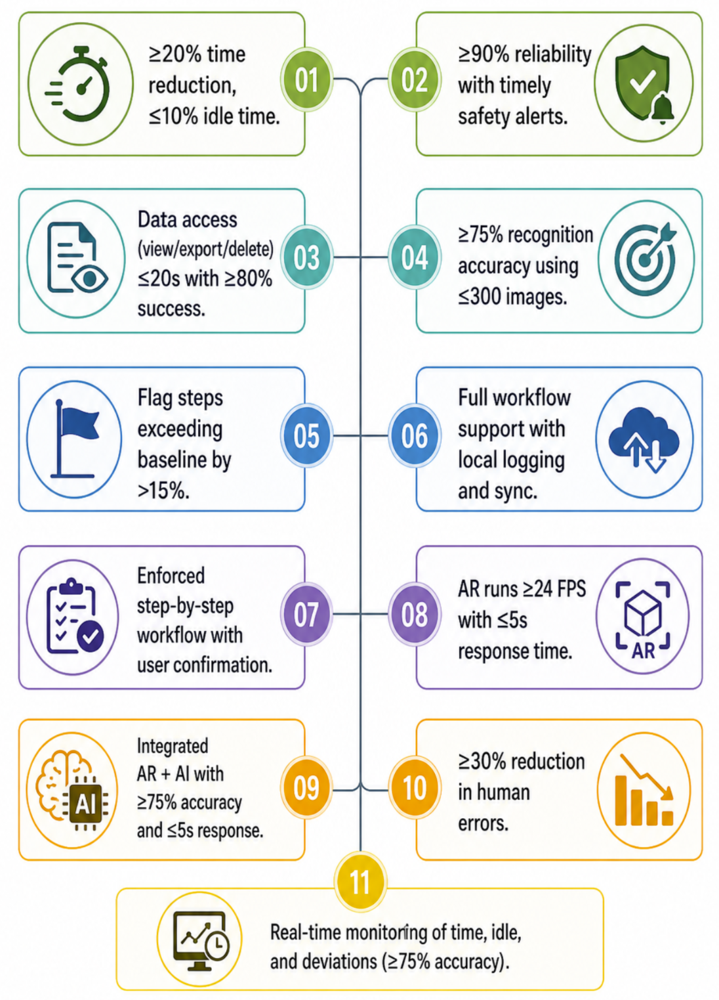 ≥20% time
reduction,
≤10% idle time.
01
02
≥90% reliability
with timely
safety alerts.
Data access
(view/export/delete)
≤20s with ≥80%
success.
03
04
≥75% recognition
accuracy using
≤300 images.
Flag steps
exceeding
baseline by
>15%.
05
06
Full workflow
support with
local logging
and sync.
Enforced
step-by-step
workflow with
user confirmation.
07
08
AR runs ≥24 FPS
with ≤5s
response time.
AR
AI
Integrated
AR + AI with
≥75% accuracy
and ≤5s response.
09
10
≥30% reduction
in human
errors.
11
Real-time monitoring of time, idle,
and deviations (≥75% accuracy).